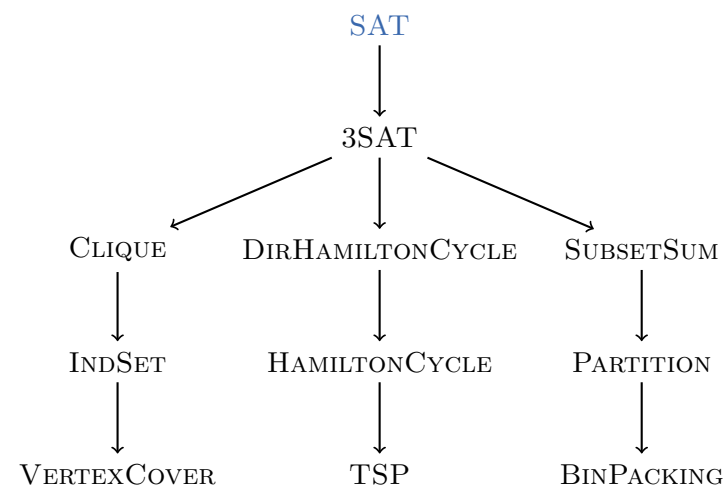 SAT
3SAT
CLIQUE DIRHAMILTONCYCLE SUBSETSUM
INDSET HAMILTONCYCLE PARTITION
VERTEXCOVER TSP BINPACKING